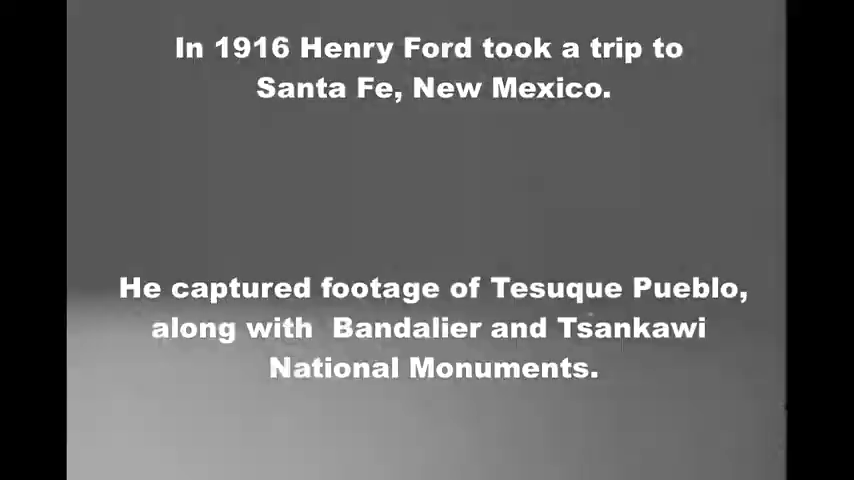 In 1916 Henry Ford took a trip to
Santa Fe, New Mexico.
He captured footage of Tesuque Pueblo,
along with  Bandalier and Tsankawi
National Monuments.